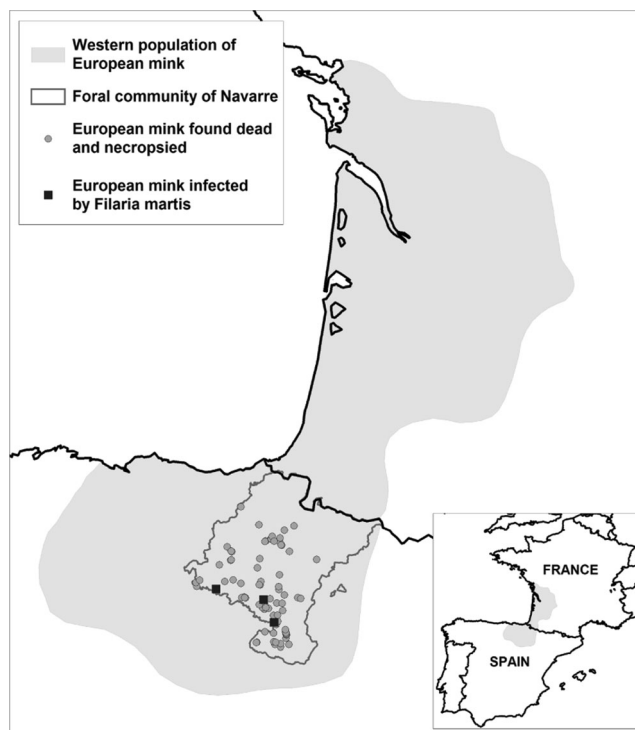 Western population of
European mink
Foral community of Navarre
European mink found dead
and necropsied
European mink infected
by Filaria martis
FRANCE
SPAIN